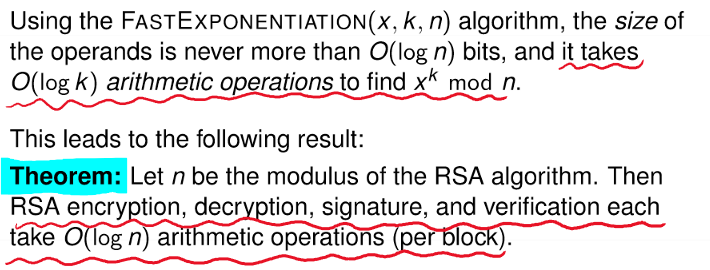 Using the FASTEXPONENTIATION(x, k, n) algorithm, the size of
the operands is never more than O(log n) bits, and it takes
O(log k) arithmetic operations to find xᵏ mod n.
This leads to the following result:
Theorem: Let n be the modulus of the RSA algorithm. Then
RSA encryption, decryption, signature, and verification each
take O(log n) arithmetic operations (per block).